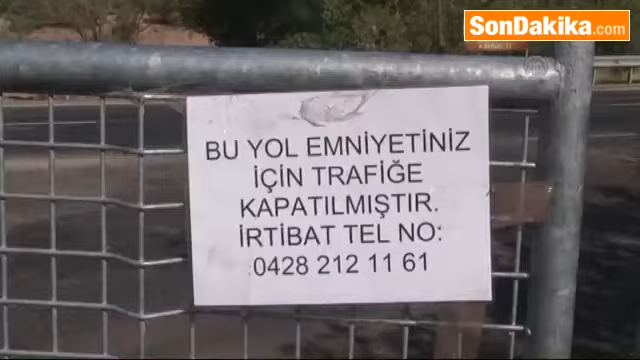 SonDakika.com
BU YOL EMNİYETİNİZ
İÇİN TRAFİĞE
KAPATILMIŞTIR.
İRTİBAT TEL NO:
0428 212 11 61